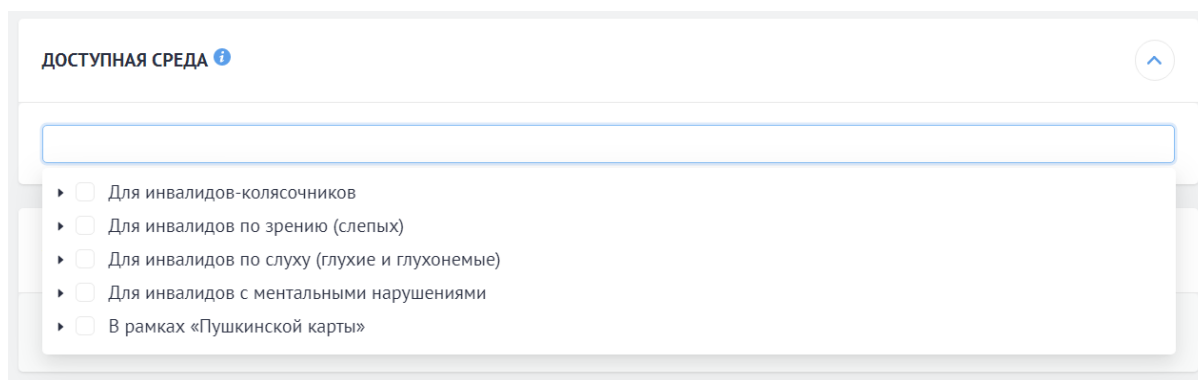 ДОСТУПНАЯ СРЕДА i
Для инвалидов-колясочников
Для инвалидов по зрению (слепых)
Для инвалидов по слуху (глухие и глухонемые)
Для инвалидов с ментальными нарушениями
В рамках «Пушкинской карты»